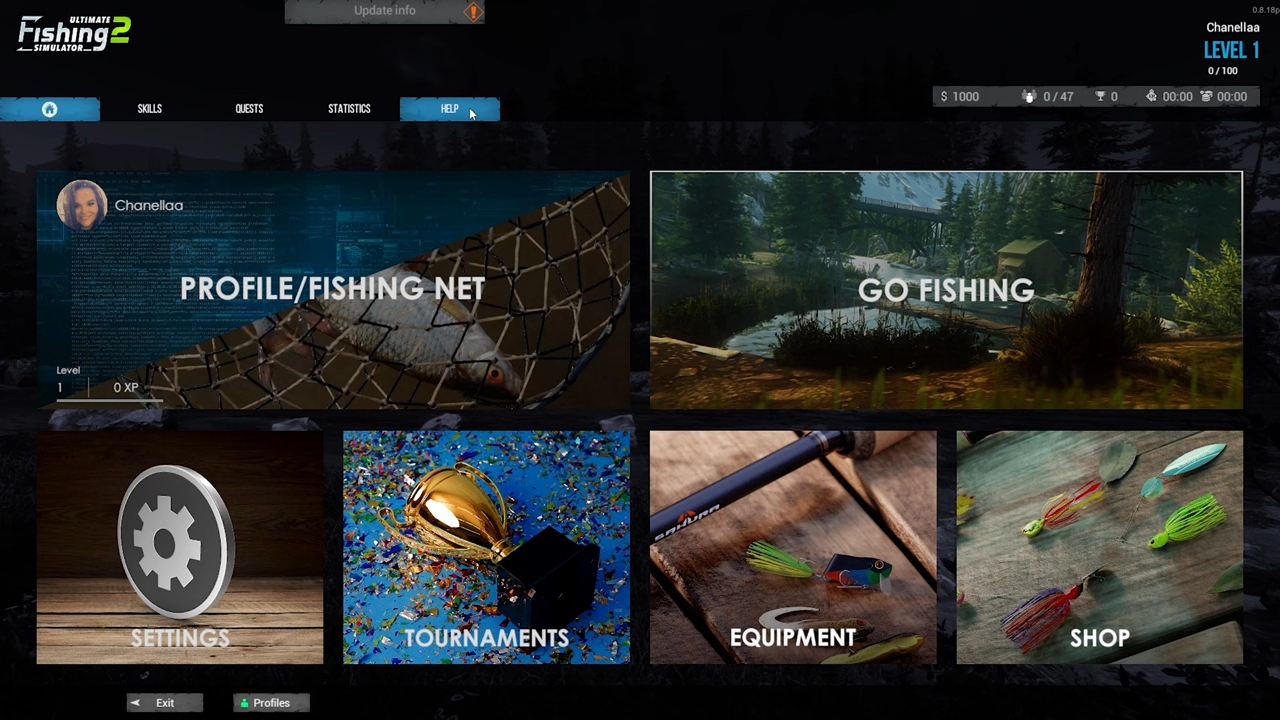 Update info
0.8.18p
ULTIMATE
Fishing 2
SIMULATOR
Chanellaa
LEVEL 1
0 / 100
$ 1000
0 / 47
0
00:00
00:00
SKILLS
QUESTS
STATISTICS
HELP
Chanellaa
PROFILE/FISHING NET
GO FISHING
Level
1
0 XP
SAKURA
SETTINGS
TOURNAMENTS
EQUIPMENT
SHOP
Exit
Profiles